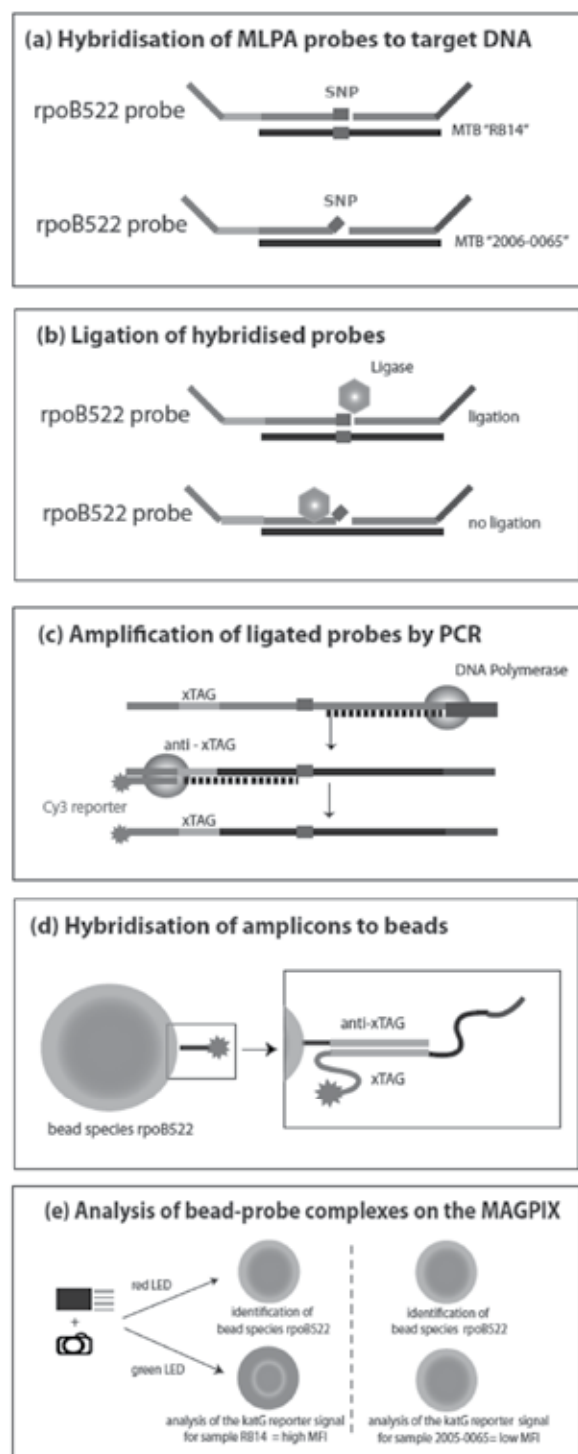 (a) Hybridisation of MLPA probes to target DNA
SNP
rpoB522 probe
MTB "RB14"
SNP
rpoB522 probe
MTB "2006-0065"
(b) Ligation of hybridised probes
Ligase
rpoB522 probe
ligation
rpoB522 probe
no ligation
(c) Amplification of ligated probes by PCR
DNA Polymerase
xTAG
anti - xTAG
Cy3 reporter
xTAG
(d) Hybridisation of amplicons to beads
anti-xTAG
xTAG
bead species rpoB522
(e) Analysis of bead-probe complexes on the MAGPIX
red LED
+
identification of
bead species rpoB522
identification of
bead species rpoB522
green LED
analysis of the katG reporter signal
for sample RB14 = high MFI
analysis of the katG reporter signal
for sample 2005-0065= low MFI